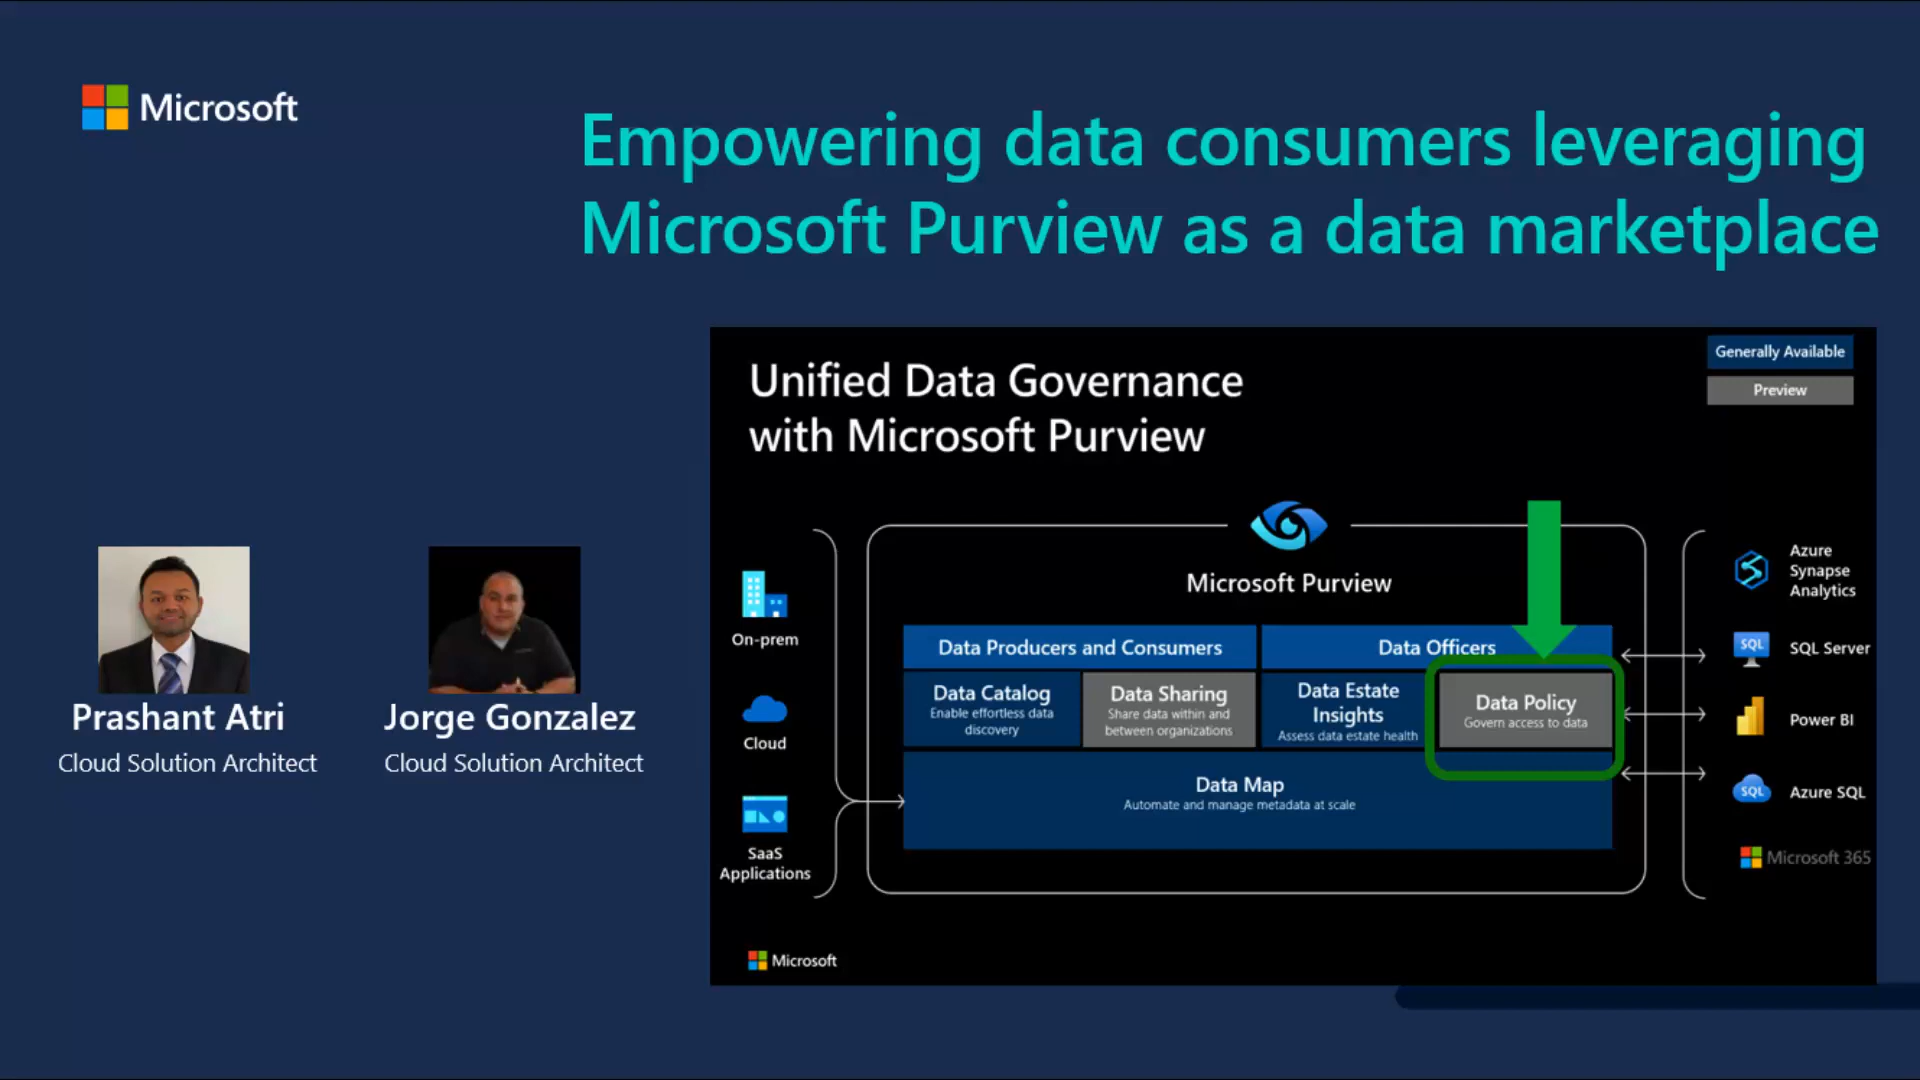 Microsoft
Empowering data consumers leveraging
Microsoft Purview as a data marketplace
Prashant Atri
Cloud Solution Architect
Jorge Gonzalez
Cloud Solution Architect
Unified Data Governance
with Microsoft Purview
Generally Available
Preview
On-prem
Cloud
SaaS
Applications
Microsoft Purview
Data Producers and Consumers
Data Officers
Data Catalog
Enable effortless data
discovery
Data Sharing
Share data within and
between organizations
Data Estate
Insights
Assess data estate health
Data Policy
Govern access to data
Data Map
Automate and manage metadata at scale
Azure
Synapse
Analytics
SQL
SQL Server
Power BI
SQL
Azure SQL
Microsoft 365
Microsoft